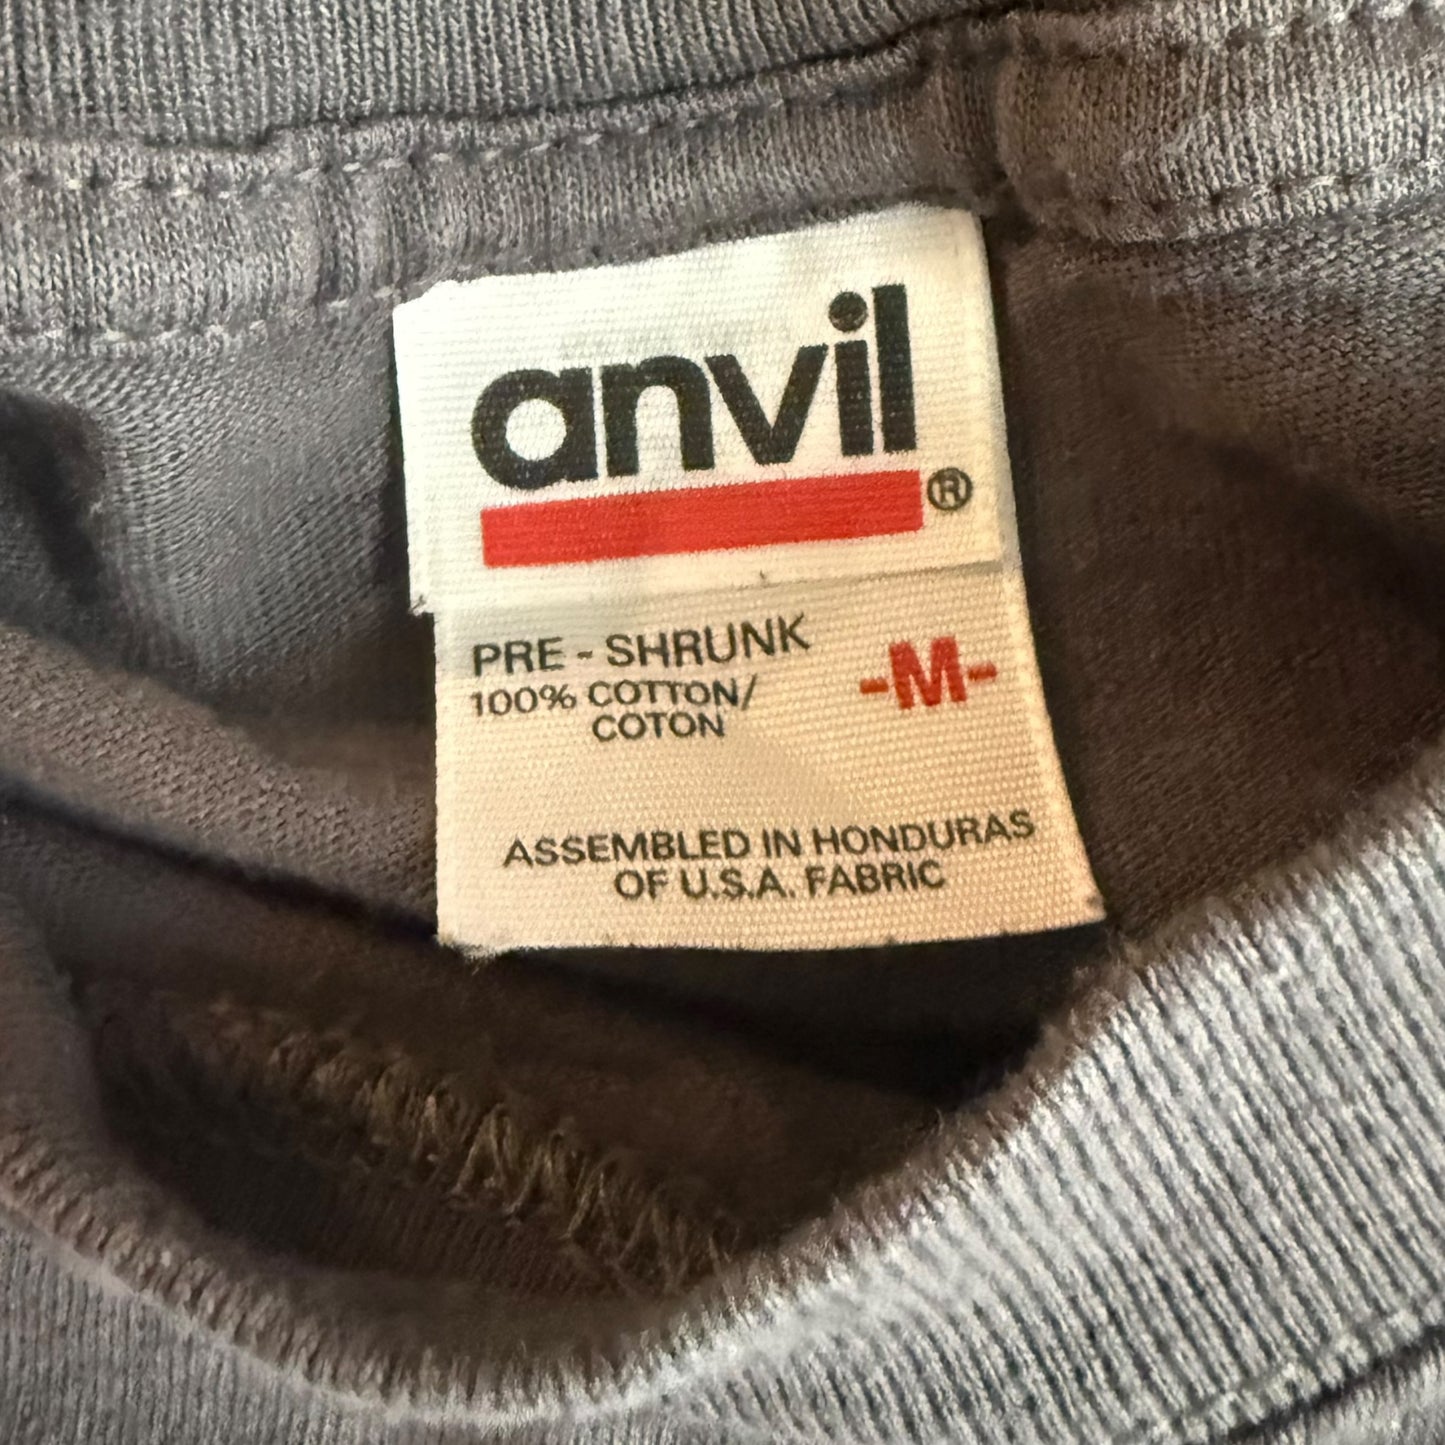 anvil®
PRE - SHRUNK
-M-
100% COTTON/
COTON
ASSEMBLED IN HONDURAS
OF U.S.A. FABRIC